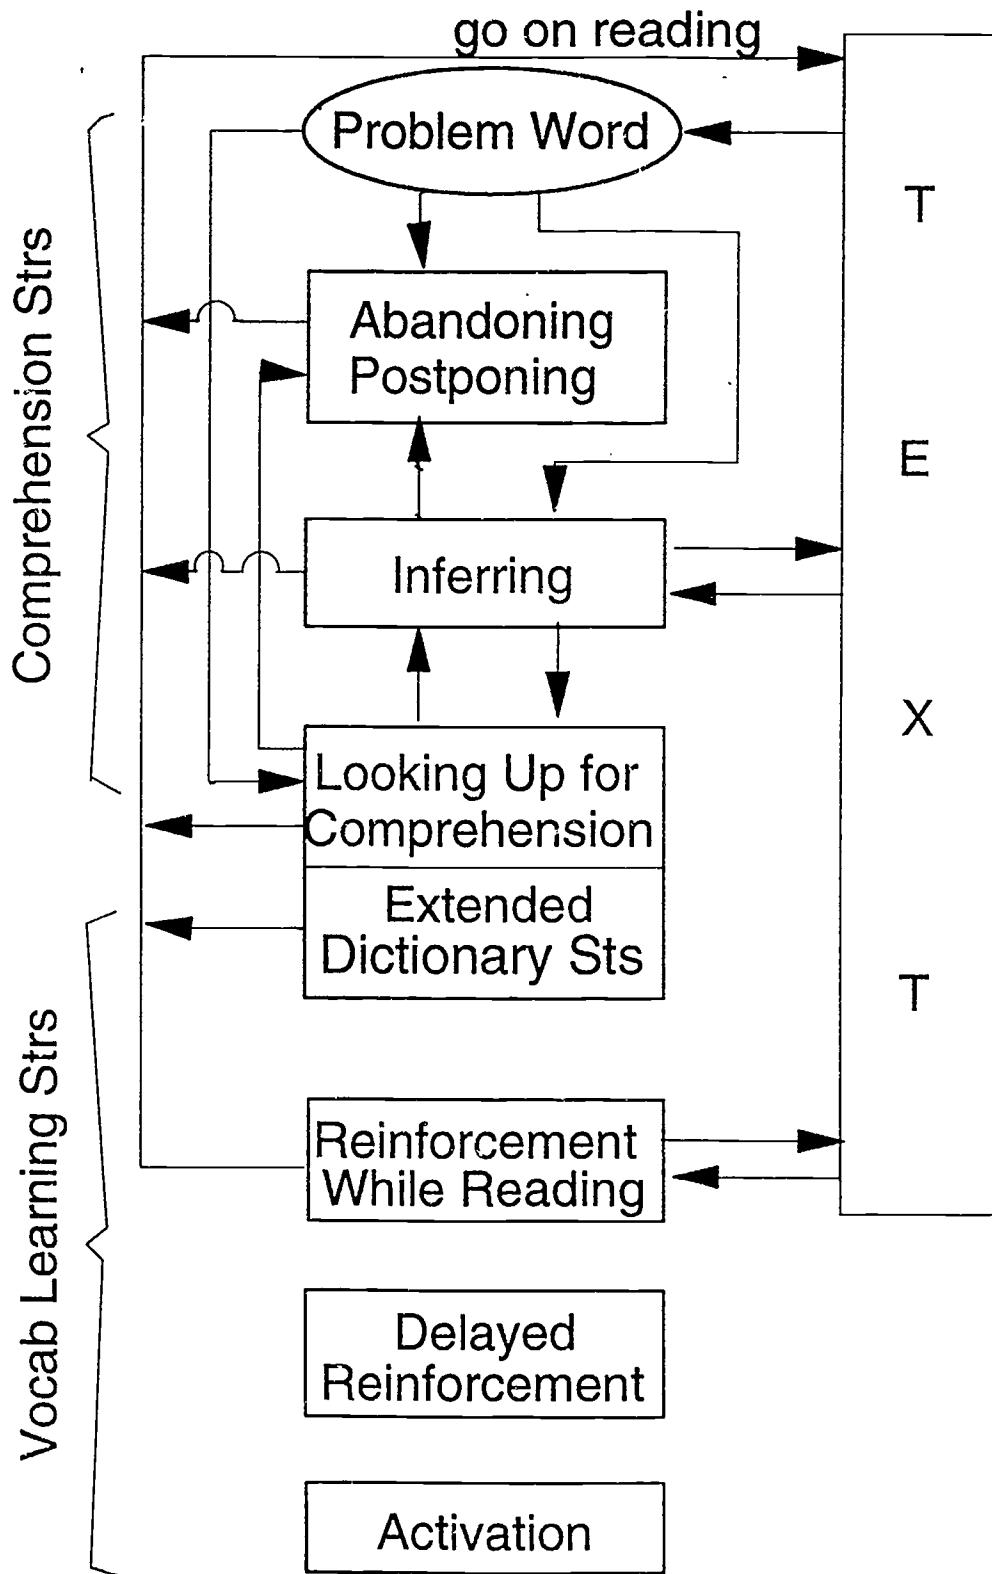 go on reading
Problem Word
Comprehension Strs
Abandoning
Postponing
Inferring
Looking Up for
Comprehension
Extended
Dictionary Sts
Vocab Learning Strs
Reinforcement
While Reading
Delayed
Reinforcement
Activation
T
E
X
T